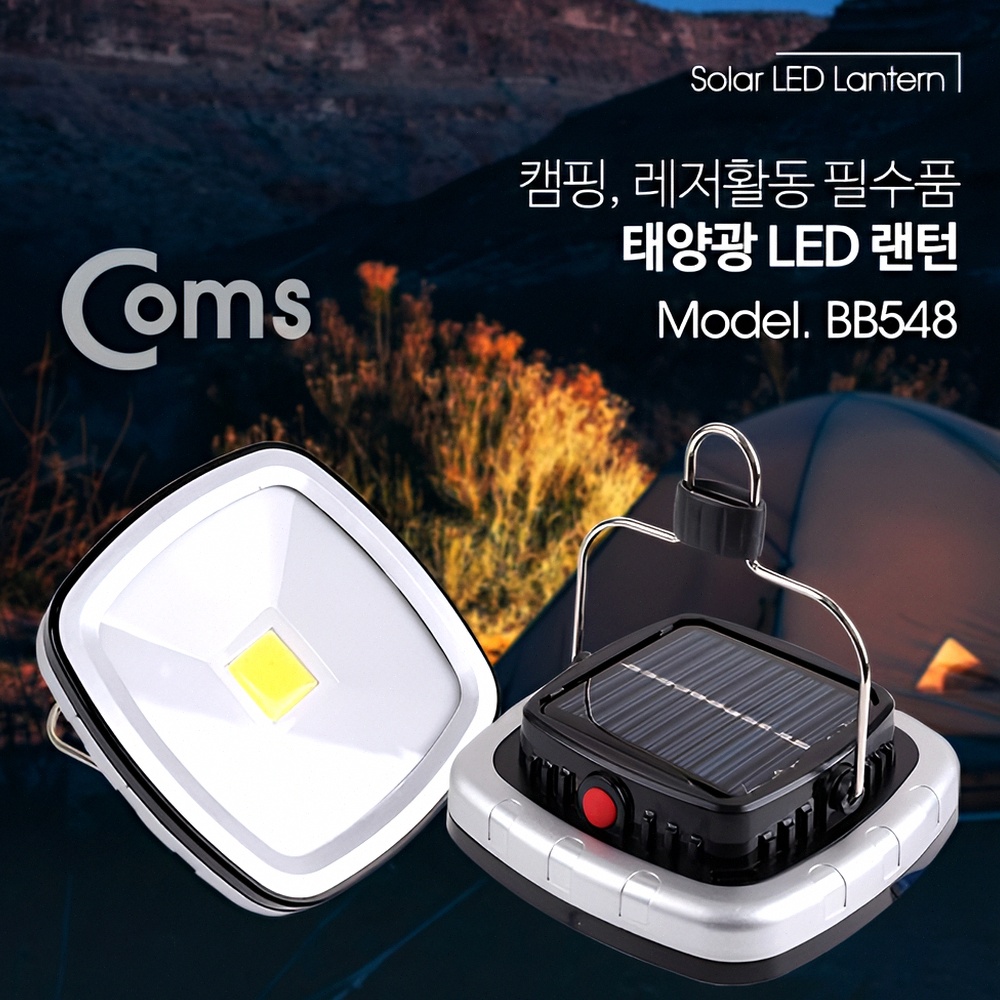 Solar LED Lantern
캠핑, 레저활동 필수품
태양광 LED 랜턴
Model. BB548
Coms